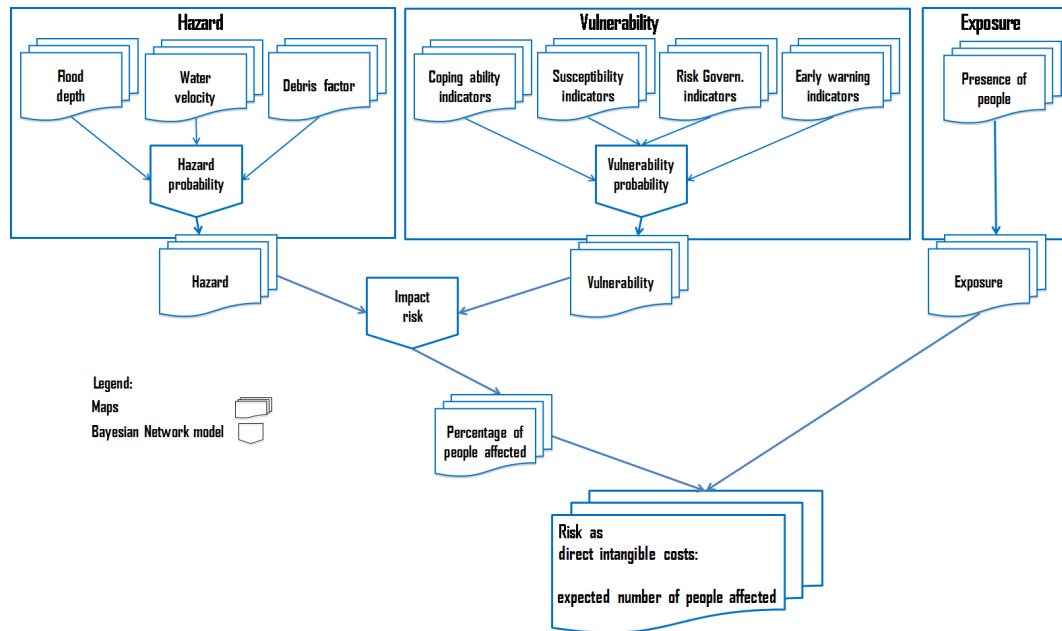 Hazard
Vulnerability
Exposure
Flood
depth
Water
velocity
Debris factor
Coping ability
indicators
Susceptibility
indicators
Risk Govern.
indicators
Early warning
indicators
Presence of
people
Hazard
probability
Vulnerability
probability
Hazard
Impact
risk
Vulnerability
Exposure
Legend:
Maps
Bayesian Network model
Percentage of
people affected
Risk as
direct intangible costs:
expected number of people affected